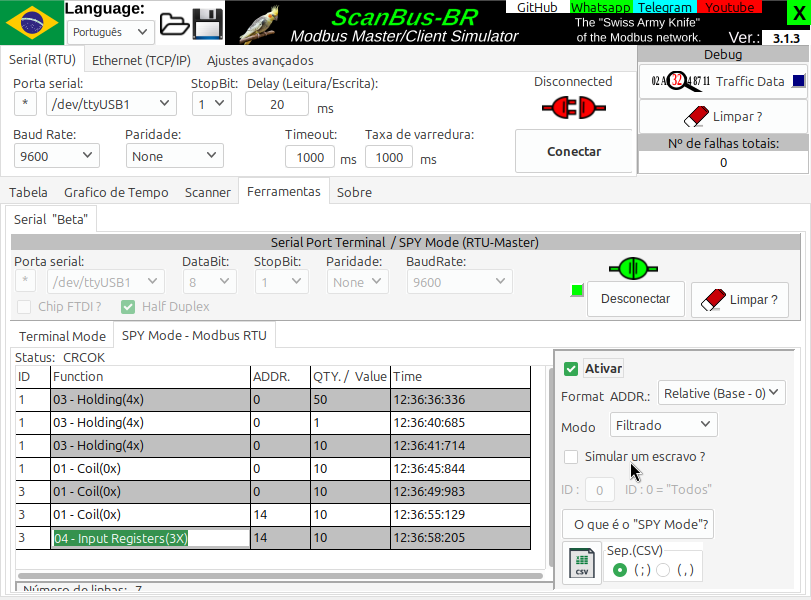 Language:
Português
ScanBus-BR
Modbus Master/Client Simulator
GitHub Whatsapp Telegram Youtube
The "Swiss Army Knife"
of the Modbus network.
Ver.: 3.1.3
X
Serial (RTU) Ethernet (TCP/IP) Ajustes avançados
Porta serial: StopBit: Delay (Leitura/Escrita):
* /dev/ttyUSB1 1 20 ms
Baud Rate: Paridade: Timeout: Taxa de varredura:
9600 None 1000 ms 1000 ms
Disconnected
Conectar
Debug
02 A 32 4 87 11 Traffic Data
Limpar ?
Nº de falhas totais:
0
Tabela Grafico de Tempo Scanner Ferramentas Sobre
Serial "Beta"
Serial Port Terminal / SPY Mode (RTU-Master)
Porta serial: DataBit: StopBit: Paridade: BaudRate:
* /dev/ttyUSB1 8 1 None 9600
Chip FTDI ? Half Duplex
Desconectar Limpar ?
Terminal Mode SPY Mode - Modbus RTU
Status: CRCOK
ID Function ADDR. QTY. / Value Time
1 03 - Holding(4x) 0 50 12:36:36:336
1 03 - Holding(4x) 0 1 12:36:40:685
1 03 - Holding(4x) 0 10 12:36:41:714
1 01 - Coil(0x) 0 10 12:36:45:844
3 01 - Coil(0x) 0 10 12:36:49:983
3 01 - Coil(0x) 14 10 12:36:55:129
3 04 - Input Registers(3X) 14 10 12:36:58:205
Número de linhas: 7
Ativar
Format ADDR.: Relative (Base - 0)
Modo Filtrado
Simular um escravo ?
ID : 0 ID : 0 = "Todos"
O que é o "SPY Mode"?
CSV
Sep.(CSV)
( ; ) ( , )